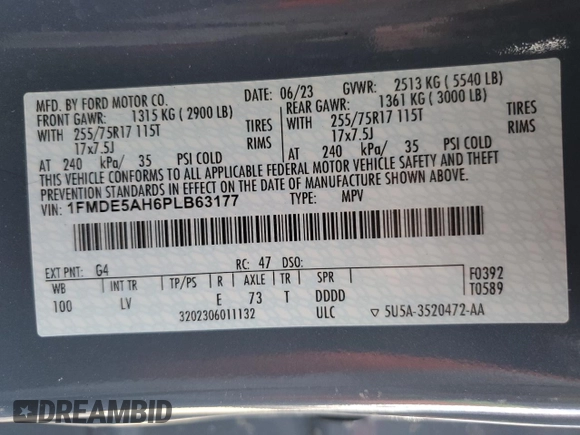 MFD. BY FORD MOTOR CO.
DATE: 06/23 GVWR: 2513 KG ( 5540 LB)
FRONT GAWR: 1315 KG ( 2900 LB) REAR GAWR: 1361 KG ( 3000 LB)
WITH 255/75R17 115T TIRES WITH 255/75R17 115T TIRES
17x7.5J RIMS 17x7.5J RIMS
AT 240 kPa/ 35 PSI COLD AT 240 kPa/ 35 PSI COLD
THIS VEHICLE CONFORMS TO ALL APPLICABLE FEDERAL MOTOR VEHICLE SAFETY AND THEFT
PREVENTION STANDARDS IN EFFECT ON THE DATE OF MANUFACTURE SHOWN ABOVE.
VIN: 1FMDE5AH6PLB63177 TYPE: MPV
EXT PNT: G4 RC: 47 DSO: F0392
WB INT TR TP/PS R AXLE TR SPR T0589
100 LV E 73 T DDDD
3202306011132 ULC ▽ 5U5A-3520472-AA
DREAMBID